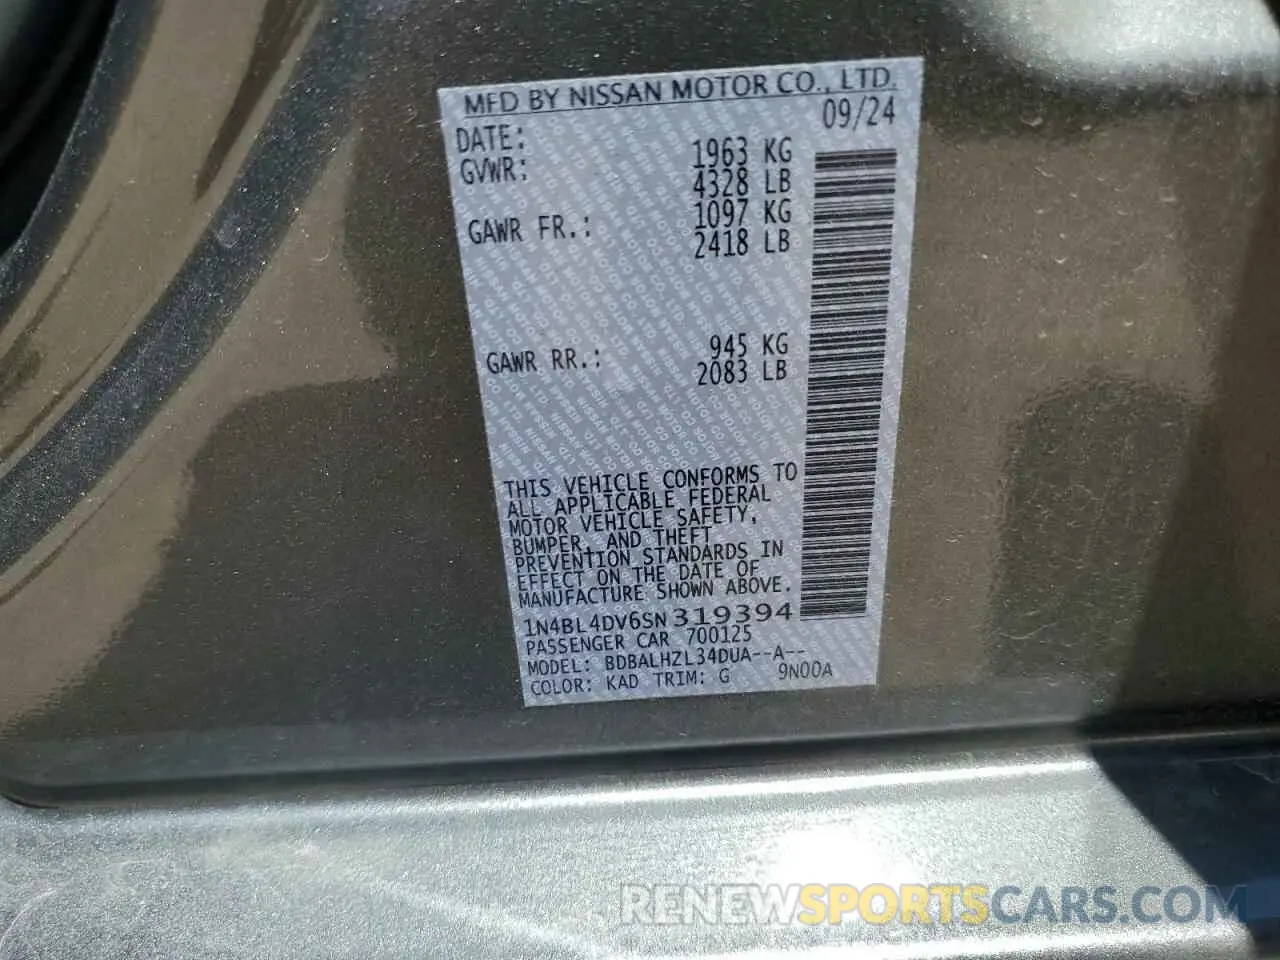 MFD BY NISSAN MOTOR CO., LTD.
DATE: 09/24
GVWR: 1963 KG
4328 LB
GAWR FR.: 1097 KG
2418 LB
GAWR RR.: 945 KG
2083 LB
THIS VEHICLE CONFORMS TO
ALL APPLICABLE FEDERAL
MOTOR VEHICLE SAFETY,
BUMPER, AND THEFT
PREVENTION STANDARDS IN
EFFECT ON THE DATE OF
MANUFACTURE SHOWN ABOVE.
1N4BL4DV6SN319394
PASSENGER CAR 700125
MODEL: BDBALHZL34DUA--A--
COLOR: KAD TRIM: G 9N00A
RENEWSPORTSCARS.COM